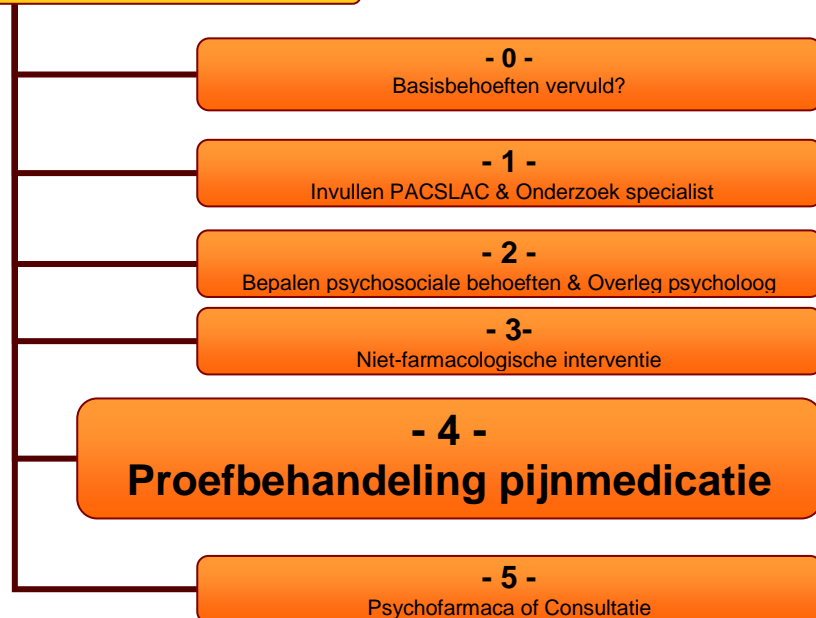 - 0 -
Basisbehoeften vervuld?
- 1 -
Invullen PACSLAC & Onderzoek specialist
- 2 -
Bepalen psychosociale behoeften & Overleg psycholoog
- 3-
Niet-farmacologische interventie
- 4 -
Proefbehandeling pijnmedicatie
- 5 -
Psychofarmaca of Consultatie